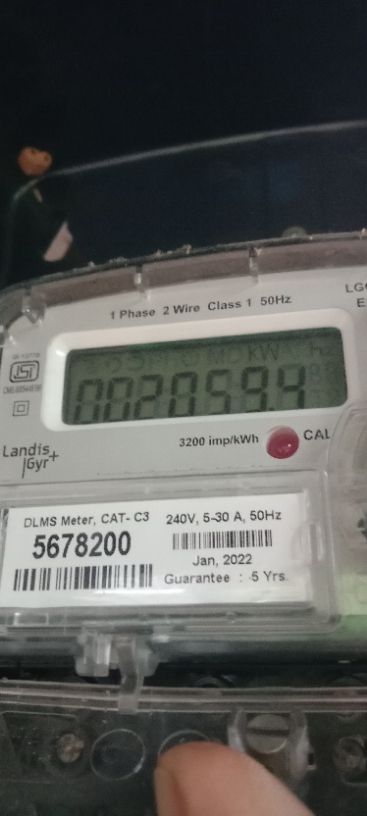 1 Phase 2 Wire Class 1 50Hz
002059.4
3200 imp/kWh
CAL
Landis
Gyr+
DLMS Meter, CAT- C3
240V, 5-30 A, 50Hz
5678200
Jan, 2022
Guarantee : 5 Yrs.